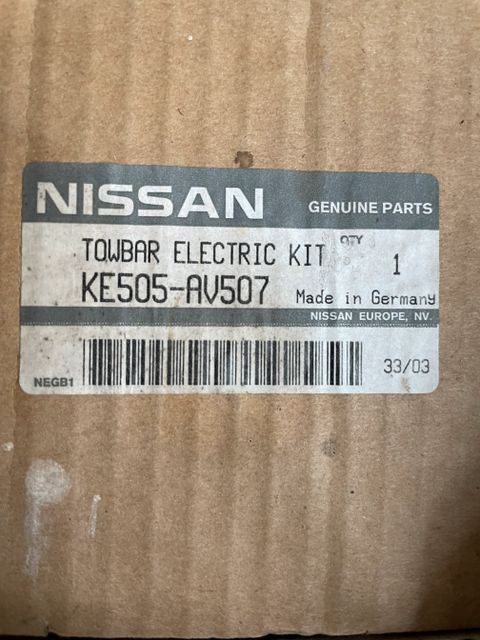 NISSAN GENUINE PARTS
TOWBAR ELECTRIC KIT QTY 1
KE505-AV507 Made in Germany
NISSAN EUROPE, NV.
NEGB1 33/03